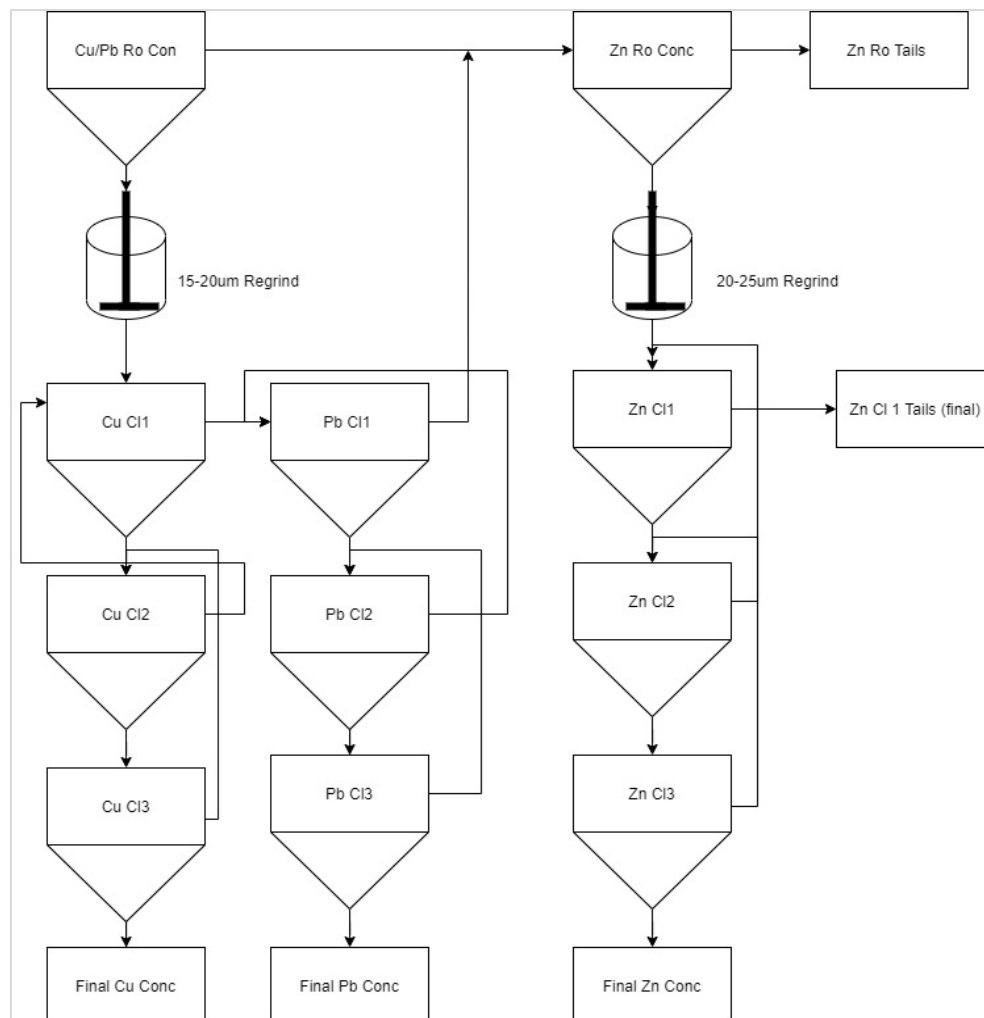 Cu/Pb Ro Con
Zn Ro Conc
Zn Ro Tails
15-20um Regrind
20-25um Regrind
Cu Cl1
Pb Cl1
Zn Cl1
Zn Cl 1 Tails (final)
Cu Cl2
Pb Cl2
Zn Cl2
Cu Cl3
Pb Cl3
Zn Cl3
Final Cu Conc
Final Pb Conc
Final Zn Conc